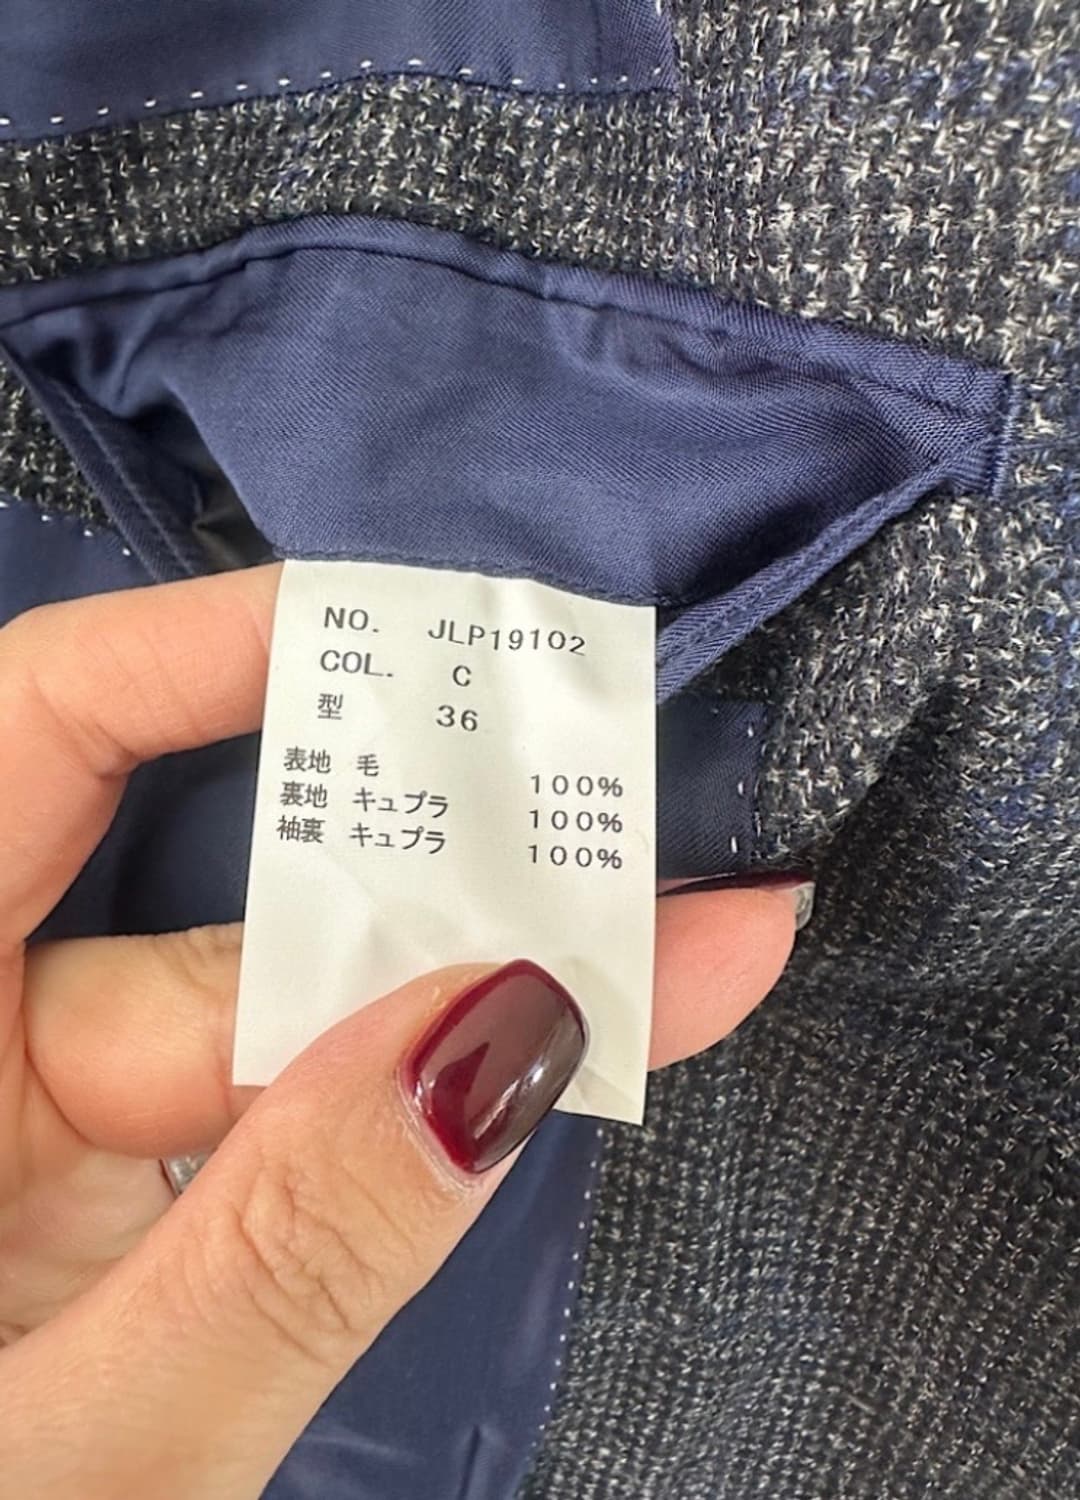 NO. JLP19102
COL. C
型 36
表地 毛 100%
裏地 キュプラ 100%
袖裏 キュプラ 100%